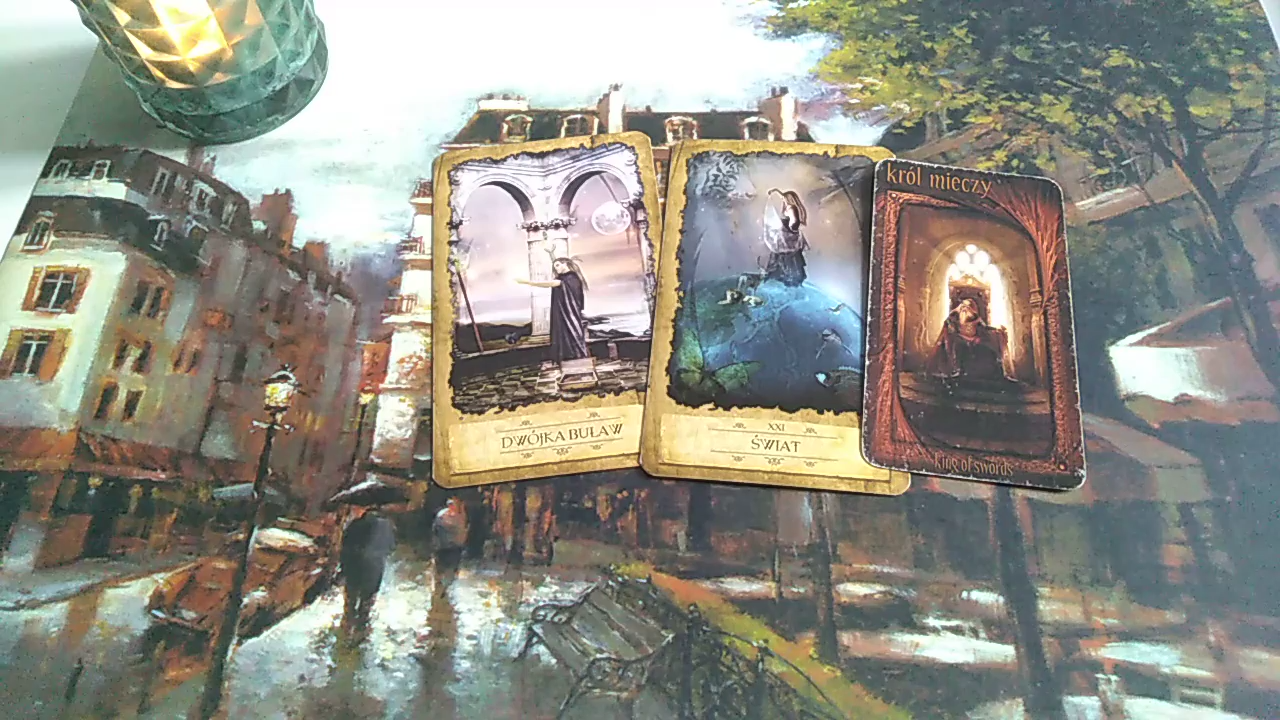 DWÓJKA BUŁAW
XXI
ŚWIAT
król mieczy
king of swords